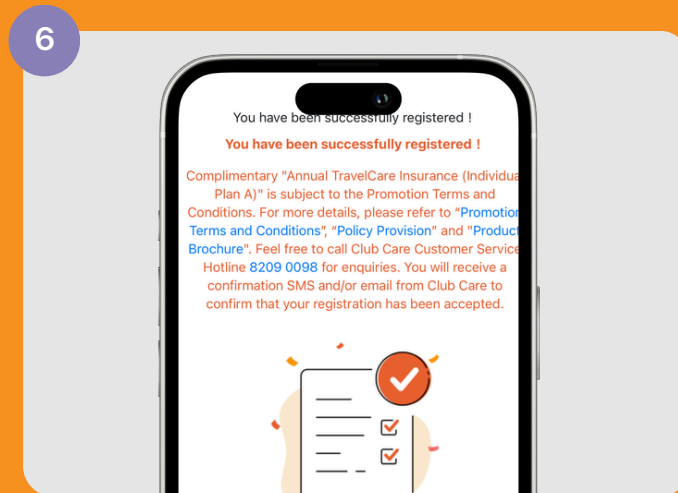 6
You have been successfully registered !
You have been successfully registered !
Complimentary "Annual TravelCare Insurance (Individua
Plan A)" is subject to the Promotion Terms and
Conditions. For more details, please refer to “Promotion
Terms and Conditions”, “Policy Provision” and "Product
Brochure". Feel free to call Club Care Customer Service
Hotline 8209 0098 for enquiries. You will receive a
confirmation SMS and/or email from Club Care to
confirm that your registration has been accepted.